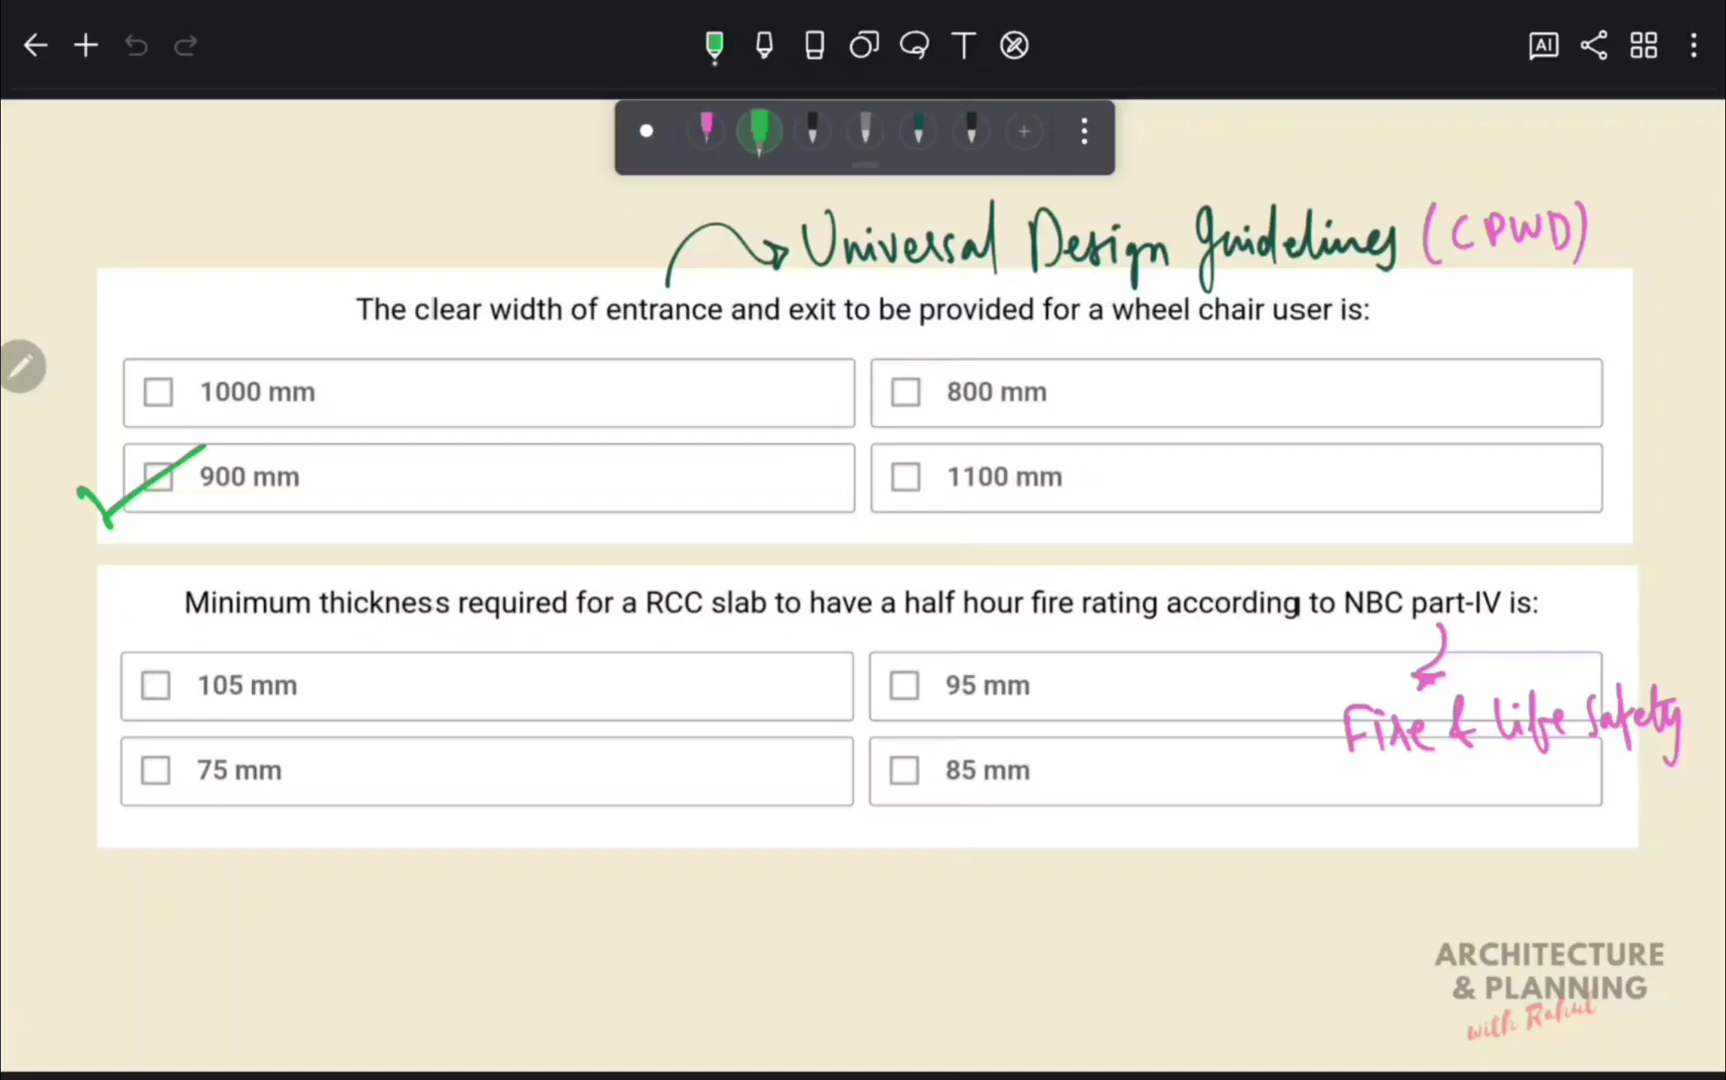 AI
T
Universal Design Guidelines (CPWD)
The clear width of entrance and exit to be provided for a wheel chair user is:
1000 mm
800 mm
900 mm
1100 mm
Minimum thickness required for a RCC slab to have a half hour fire rating according to NBC part-IV is:
105 mm
95 mm
Fire & life safety
75 mm
85 mm
ARCHITECTURE
& PLANNING
with Rahul